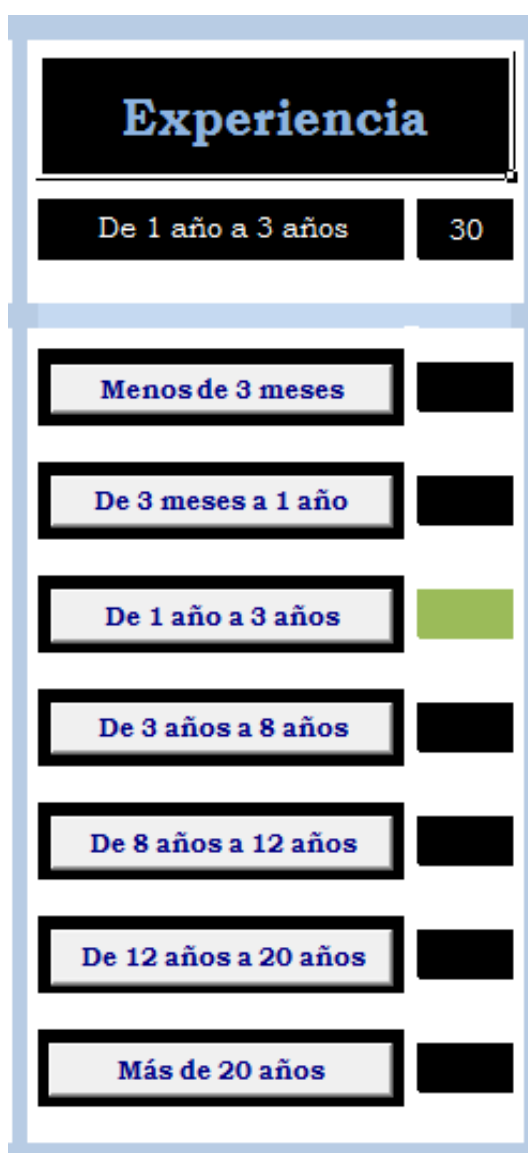 Experiencia
De 1 año a 3 años 30
Menos de 3 meses
De 3 meses a 1 año
De 1 año a 3 años
De 3 años a 8 años
De 8 años a 12 años
De 12 años a 20 años
Más de 20 años